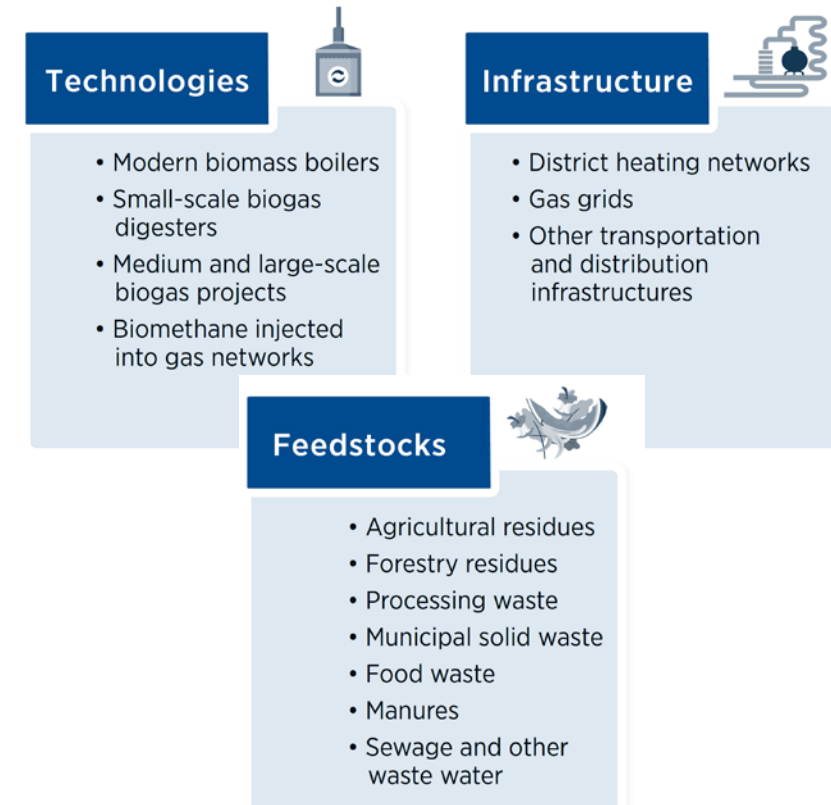 Technologies
• Modern biomass boilers
• Small-scale biogas
digesters
• Medium and large-scale
biogas projects
• Biomethane injected
into gas networks
Infrastructure
• District heating networks
• Gas grids
• Other transportation
and distribution
infrastructures
Feedstocks
• Agricultural residues
• Forestry residues
• Processing waste
• Municipal solid waste
• Food waste
• Manures
• Sewage and other
waste water